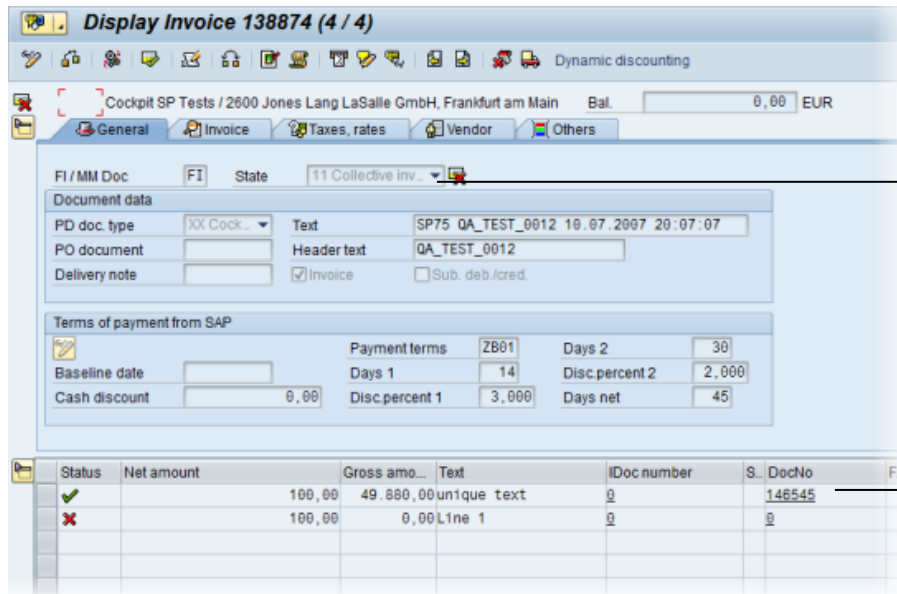 Display Invoice 138874 (4 / 4)
Dynamic discounting
Cockpit SP Tests / 2600 Jones Lang LaSalle GmbH, Frankfurt am Main Bal. 0,00 EUR
General Invoice Taxes, rates Vendor Others
FI / MM Doc FI State 11 Collective inv...
Document data
PD doc. type XX Cock... Text SP75 QA_TEST_0012 10.07.2007 20:07:07
PO document Header text QA_TEST_0012
Delivery note Invoice Sub. deb./cred.
Terms of payment from SAP
Payment terms ZB01 Days 2 30
Baseline date Days 1 14 Disc.percent 2 2,000
Cash discount 0,00 Disc.percent 1 3,000 Days net 45
Status Net amount Gross amo... Text IDoc number S.. DocNo F
100,00 49.880,00 unique text 0 146545
100,00 0,00 Line 1 0 0